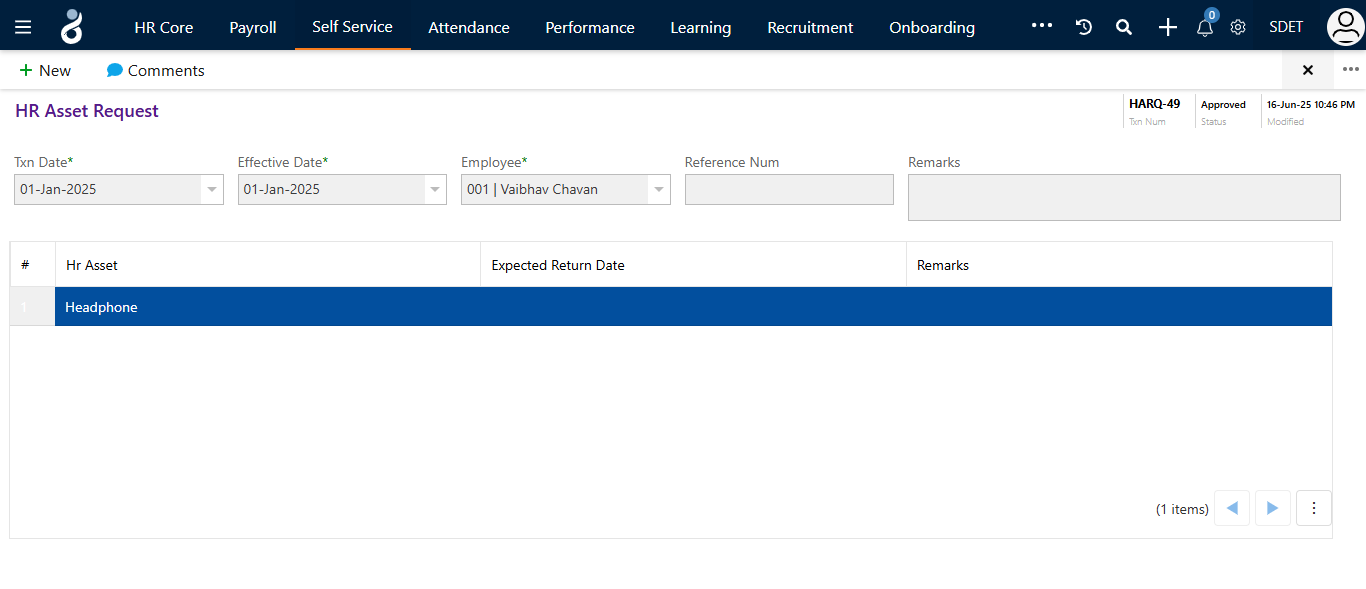 HR Core Payroll Self Service Attendance Performance Learning Recruitment Onboarding 0 SDET
New Comments
HR Asset Request
HARQ-49 Approved 16-Jun-25 10:46 PM
Txn Num Status Modified
Txn Date* Effective Date* Employee* Reference Num Remarks
01-Jan-2025 01-Jan-2025 001 | Vaibhav Chavan
# Hr Asset Expected Return Date Remarks
1 Headphone
(1 items)